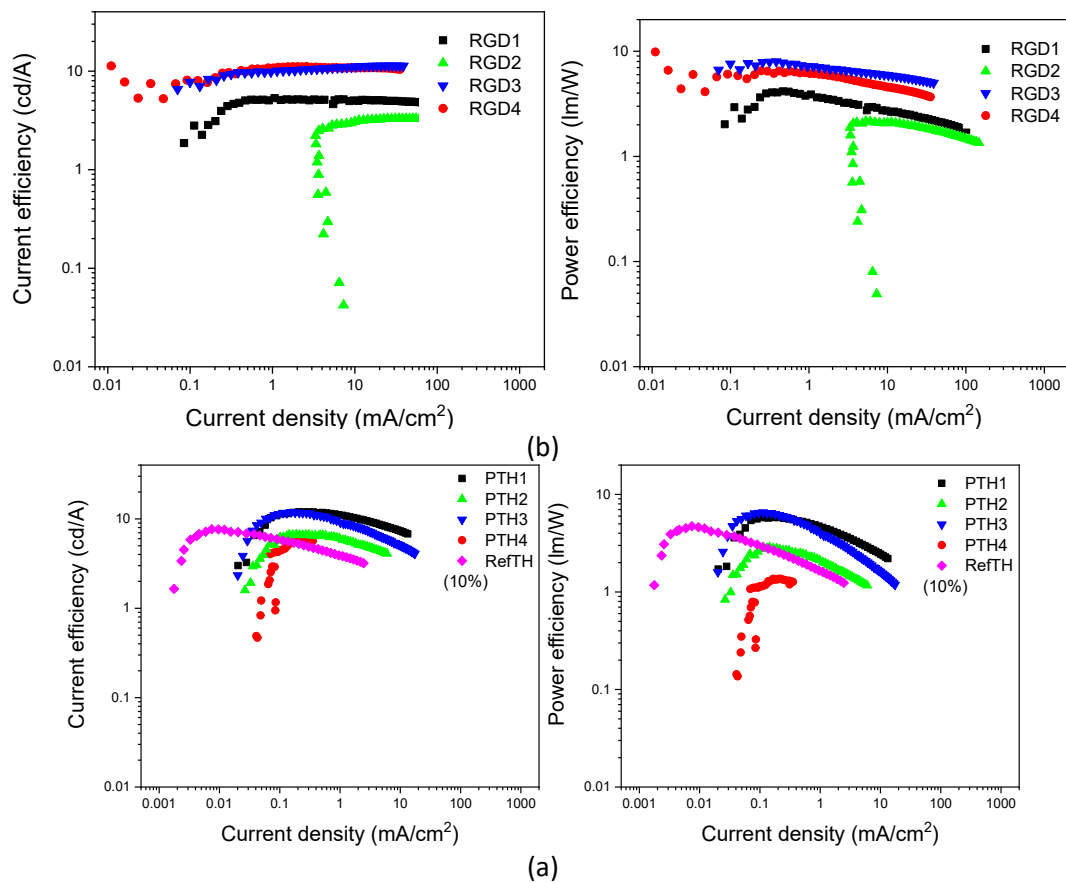 Current efficiency (cd/A)
10
1
0.1
0.01
0.01 0.1 1 10 100 1000
Current density (mA/cm²)
RGD1
RGD2
RGD3
RGD4
Power efficiency (lm/W)
10
1
0.1
0.01
0.01 0.1 1 10 100 1000
Current density (mA/cm²)
RGD1
RGD2
RGD3
RGD4
(b)
Current efficiency (cd/A)
10
1
0.1
0.01
0.001 0.01 0.1 1 10 100 1000
Current density (mA/cm²)
PTH1
PTH2
PTH3
PTH4
RefTH
(10%)
Power efficiency (lm/W)
10
1
0.1
0.01
0.001 0.01 0.1 1 10 100 1000
Current density (mA/cm²)
PTH1
PTH2
PTH3
PTH4
RefTH
(10%)
(a)